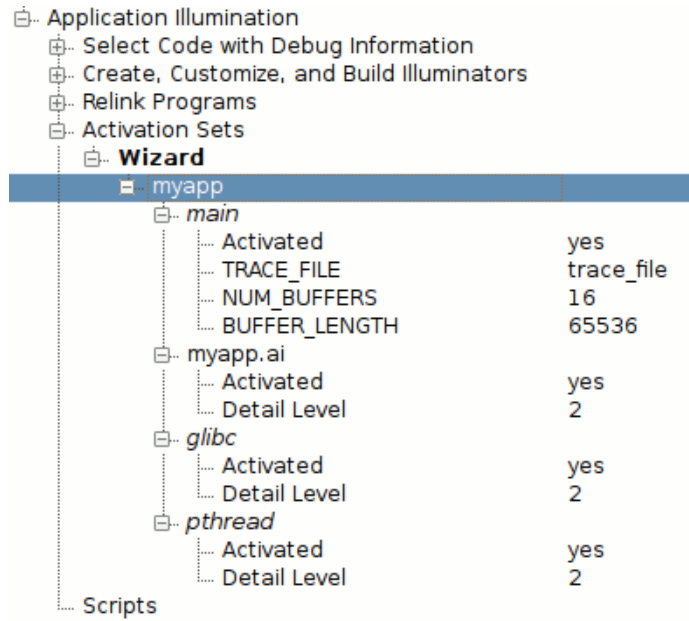 Application Illumination
Select Code with Debug Information
Create, Customize, and Build Illuminators
Relink Programs
Activation Sets
Wizard
myapp
main
Activated yes
TRACE_FILE trace_file
NUM_BUFFERS 16
BUFFER_LENGTH 65536
myapp.ai
Activated yes
Detail Level 2
glibc
Activated yes
Detail Level 2
pthread
Activated yes
Detail Level 2
Scripts